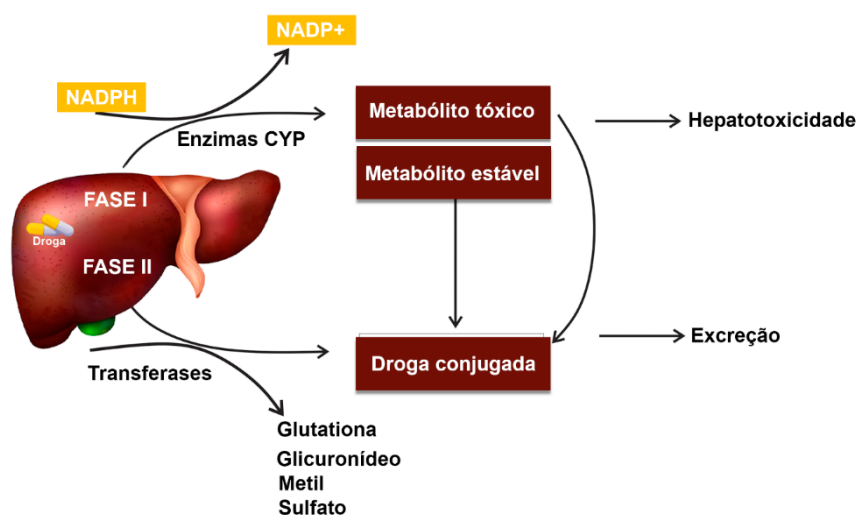 NADP+
NADPH
Enzimas CYP
Metabólito tóxico
Hepatotoxicidade
Metabólito estável
FASE I
Droga
FASE II
Droga conjugada
Excreção
Transferases
Glutationa
Glicuronídeo
Metil
Sulfato